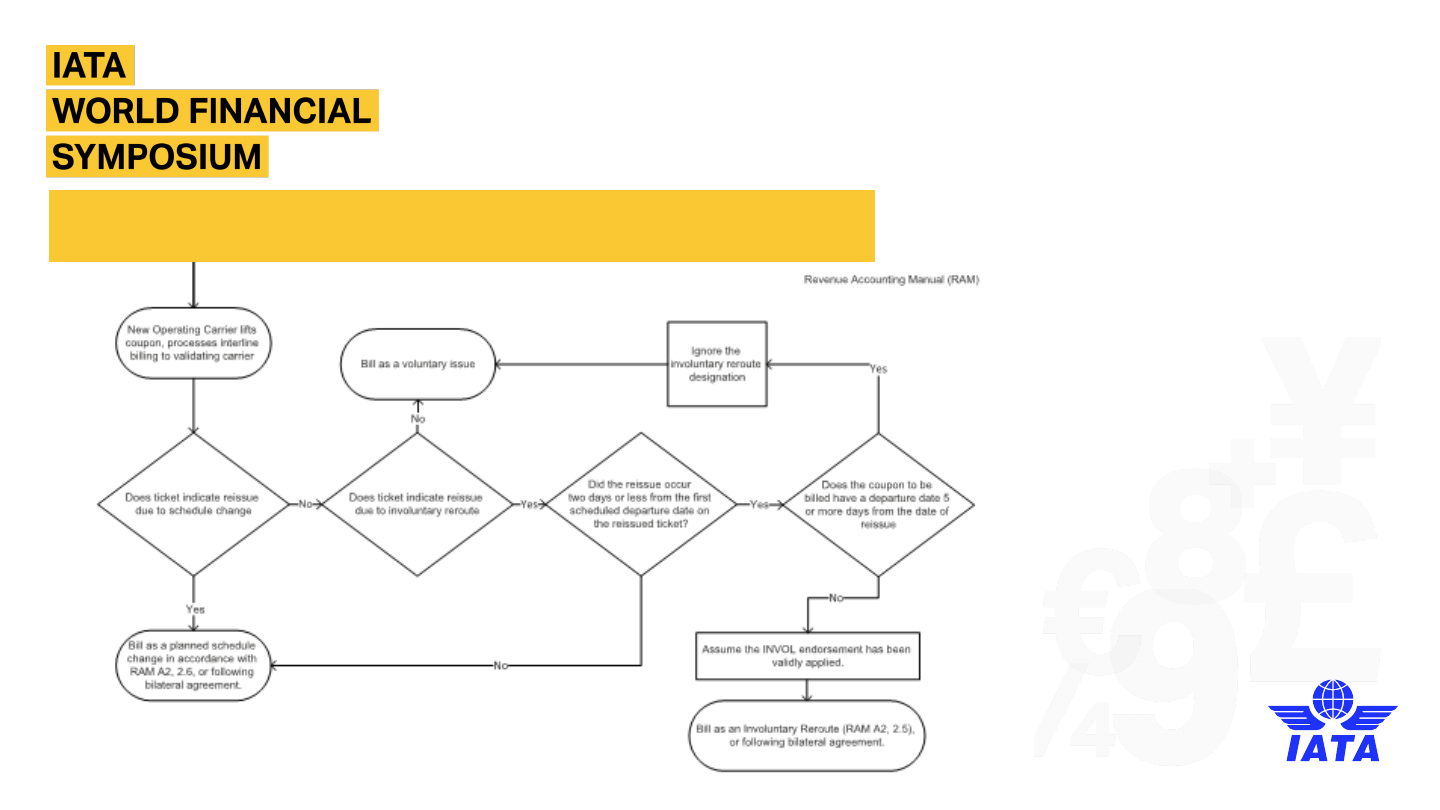 IATA
WORLD FINANCIAL
SYMPOSIUM
Revenue Accounting Manual (RAM)
New Operating Carrier lifts
coupon, processes interline
billing to validating carrier
Bill as a voluntary issue
Ignore the
involuntary reroute
designation
Yes
No
Does ticket indicate reissue
due to schedule change
No
Does ticket indicate reissue
due to involuntary reroute
Yes
Did the reissue occur
two days or less from the first
scheduled departure date on
the reissued ticket?
Yes
Does the coupon to be
billed have a departure date 5
or more days from the date of
reissue
Yes
No
Bill as a planned schedule
change in accordance with
RAM A2, 2.6, or following
bilateral agreement.
No
Assume the INVOL endorsement has been
validly applied.
Bill as an Involuntary Reroute (RAM A2, 2.5),
or following bilateral agreement.
¥
+
8
£
€
9
/4
IATA